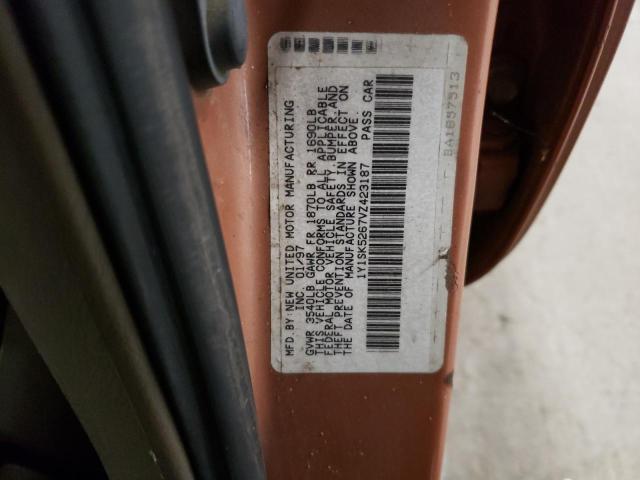 MFD.BY:NEW UNITED MOTOR MANUFACTURING
INC. 01/97
GVWR 3540LB GAWR FR 1870LB RR 1690LB
THIS VEHICLE CONFORMS TO ALL APPLICABLE
FEDERAL MOTOR VEHICLE SAFETY,BUMPER,AND
THEFT PREVENTION STANDARDS IN EFFECT ON
THE DATE OF MANUFACTURE SHOWN ABOVE.
1Y1SK5267VZ423187 PASS CAR
BA1857513